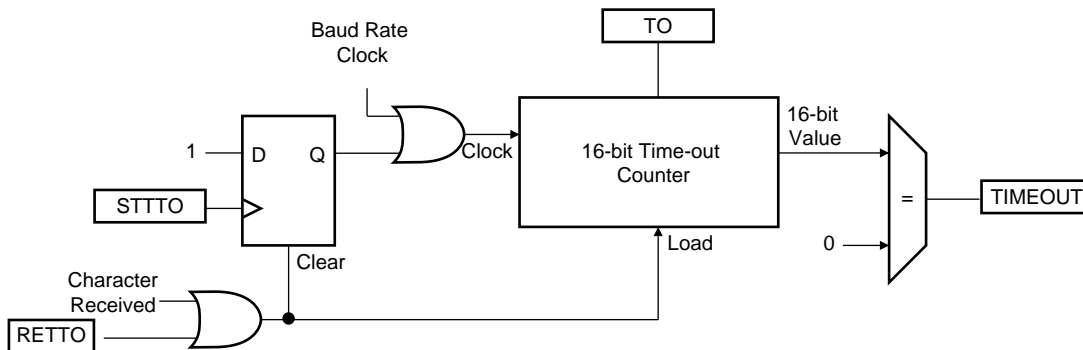 TO
Baud Rate
Clock
16-bit
Value
1
D
Q
Clock
16-bit Time-out
Counter
STTTO
=
TIMEOUT
Clear
Load
0
Character
Received
RETTO